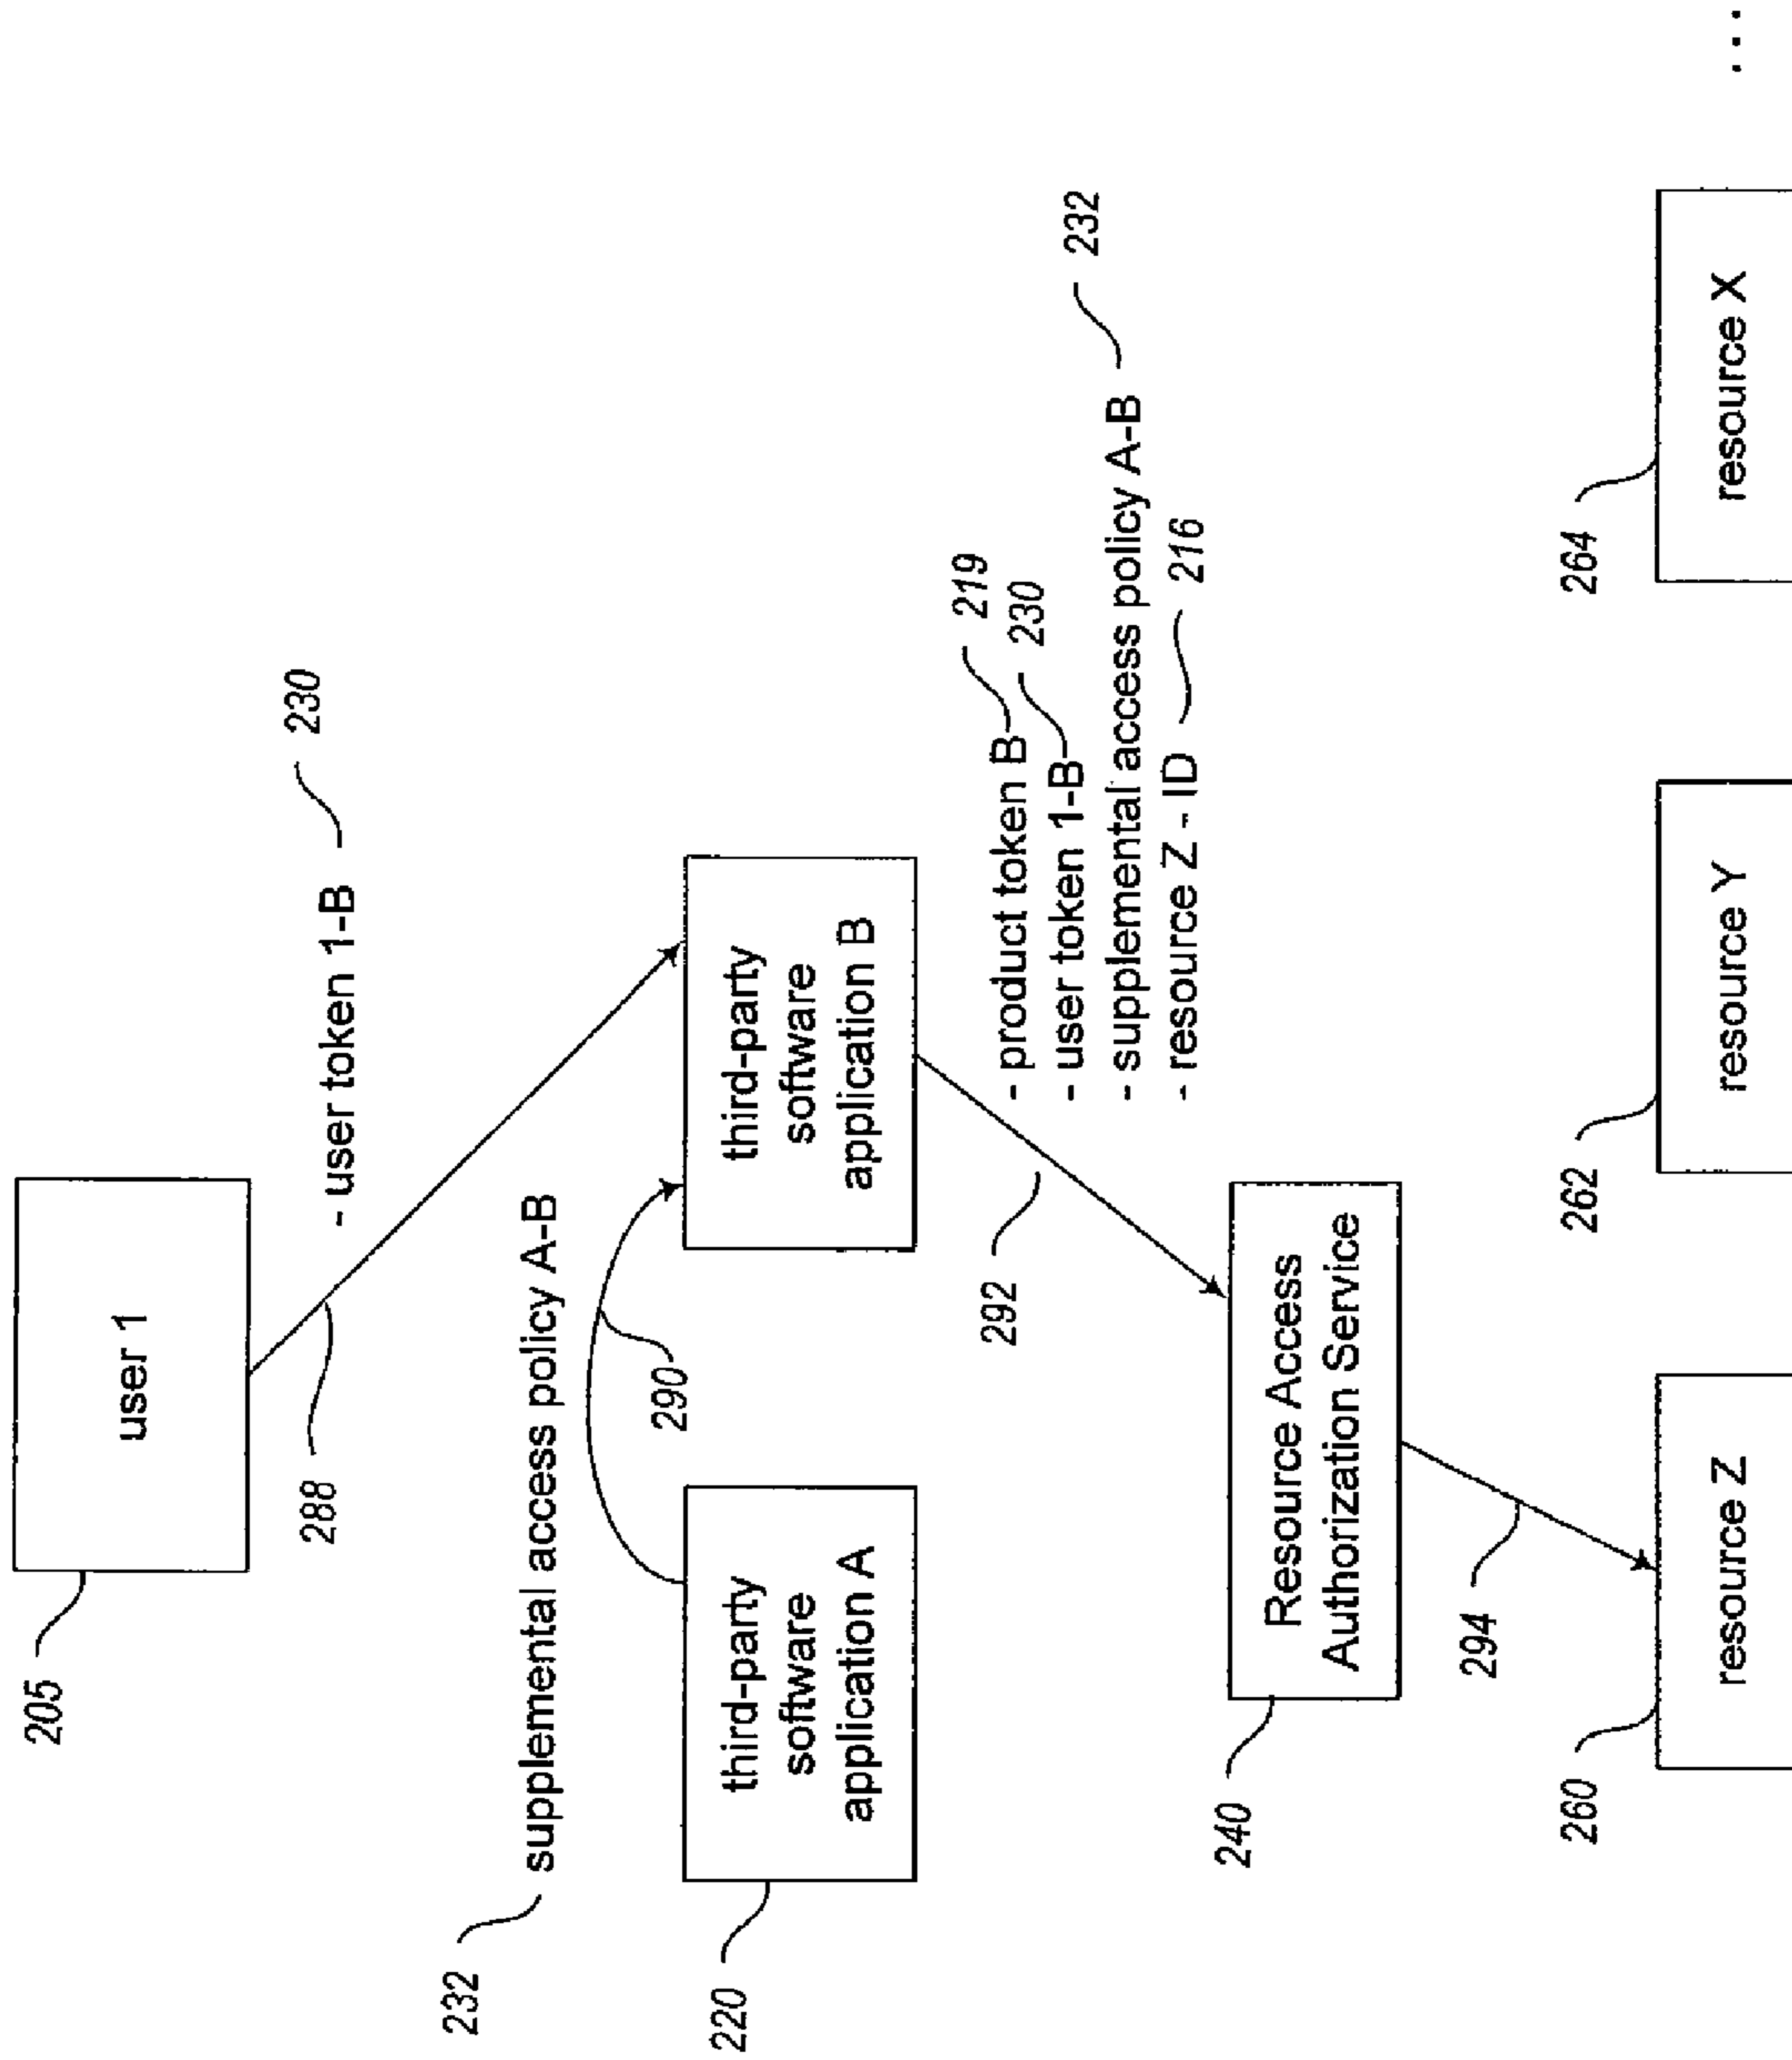 205
user 1
288
- user token 1-B
230
232
supplemental access policy A-B
290
220
third-party
software
application A
third-party
software
application B
292
- product token B
219
- user token 1-B
230
- supplemental access policy A-B
232
- resource Z - ID
216
240
Resource Access
Authorization Service
294
260
resource Z
262
resource Y
264
resource X
...